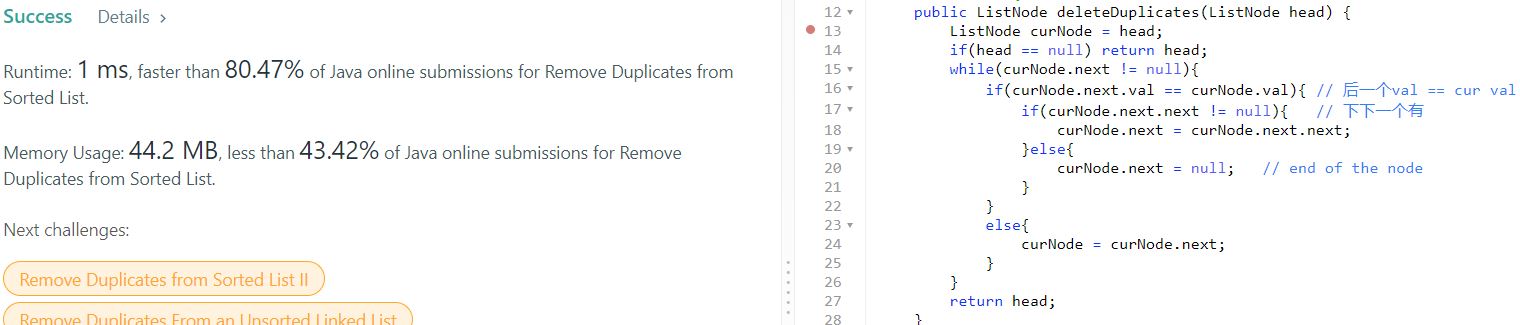 Success Details >
Runtime: 1 ms, faster than 80.47% of Java online submissions for Remove Duplicates from
Sorted List.
Memory Usage: 44.2 MB, less than 43.42% of Java online submissions for Remove
Duplicates from Sorted List.
Next challenges:
Remove Duplicates from Sorted List II
Remove Duplicates From an Unsorted Linked List
12 public ListNode deleteDuplicates(ListNode head) {
13 ListNode curNode = head;
14 if(head == null) return head;
15 while(curNode.next != null){
16 if(curNode.next.val == curNode.val){ // 后一个val == cur val
17 if(curNode.next.next != null){ // 下下一个有
18 curNode.next = curNode.next.next;
19 }else{
20 curNode.next = null; // end of the node
21 }
22 }
23 else{
24 curNode = curNode.next;
25 }
26 }
27 return head;
28 }